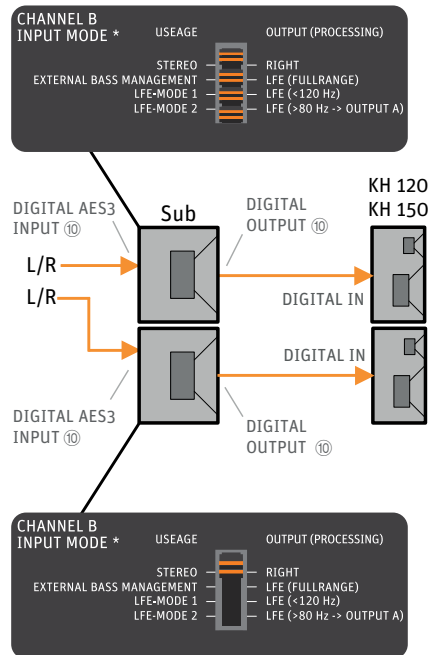 CHANNEL B
INPUT MODE *
USEAGE
OUTPUT (PROCESSING)
STEREO
RIGHT
EXTERNAL BASS MANAGEMENT
LFE (FULLRANGE)
LFE-MODE 1
LFE (<120 Hz)
LFE-MODE 2
LFE (>80 Hz -> OUTPUT A)
DIGITAL AES3
INPUT ⑩
Sub
DIGITAL
OUTPUT ⑩
KH 120
KH 150
L/R
L/R
DIGITAL IN
DIGITAL IN
DIGITAL AES3
INPUT ⑩
DIGITAL
OUTPUT ⑩
CHANNEL B
INPUT MODE *
USEAGE
OUTPUT (PROCESSING)
STEREO
RIGHT
EXTERNAL BASS MANAGEMENT
LFE (FULLRANGE)
LFE-MODE 1
LFE (<120 Hz)
LFE-MODE 2
LFE (>80 Hz -> OUTPUT A)